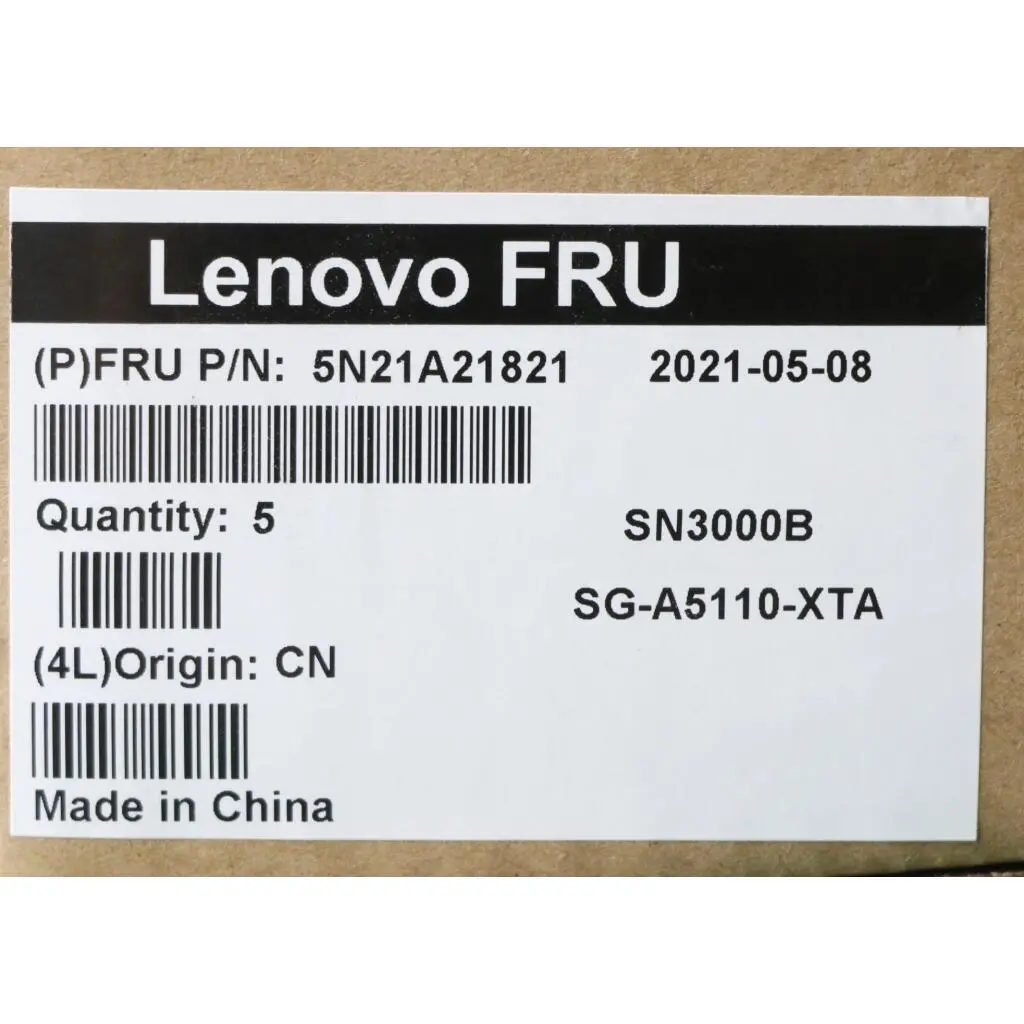 Lenovo FRU
(P)FRU P/N: 5N21A21821 2021-05-08
Quantity: 5 SN3000B
SG-A5110-XTA
(4L)Origin: CN
Made in China